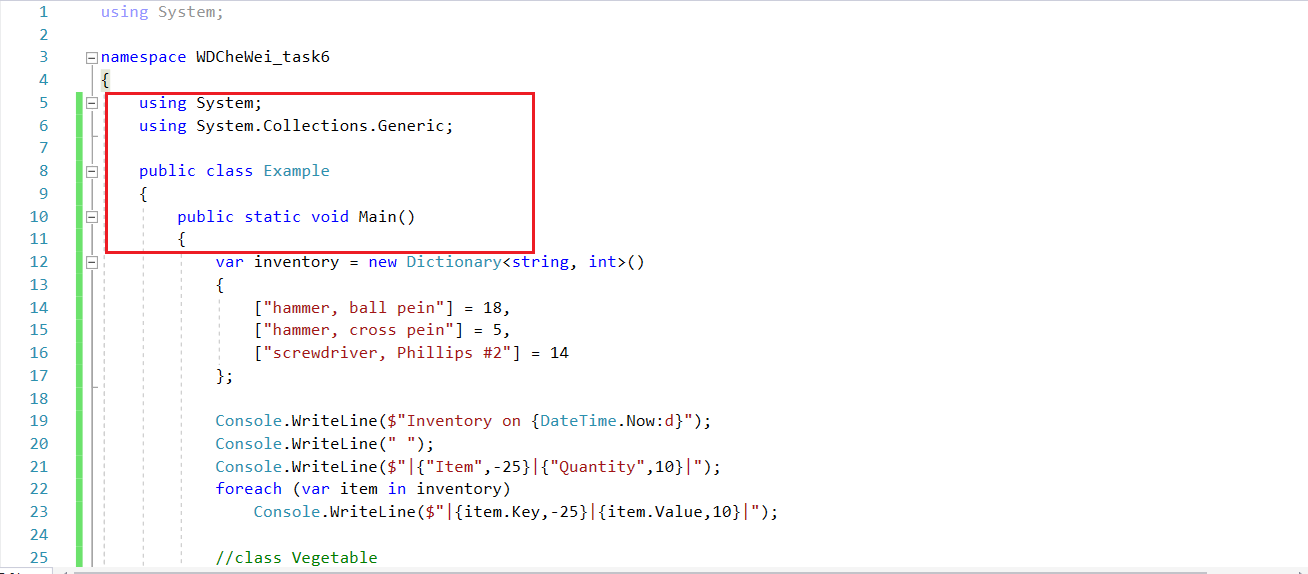 1 using System;
2
3 namespace WDCheWei_task6
4 {
5 using System;
6 using System.Collections.Generic;
7
8 public class Example
9 {
10 public static void Main()
11 {
12 var inventory = new Dictionary<string, int>()
13 {
14 ["hammer, ball pein"] = 18,
15 ["hammer, cross pein"] = 5,
16 ["screwdriver, Phillips #2"] = 14
17 };
18
19 Console.WriteLine($"Inventory on {DateTime.Now:d}");
20 Console.WriteLine(" ");
21 Console.WriteLine($"|{"Item",-25}|{"Quantity",10}|");
22 foreach (var item in inventory)
23 Console.WriteLine($"|{item.Key,-25}|{item.Value,10}|");
24
25 //class Vegetable